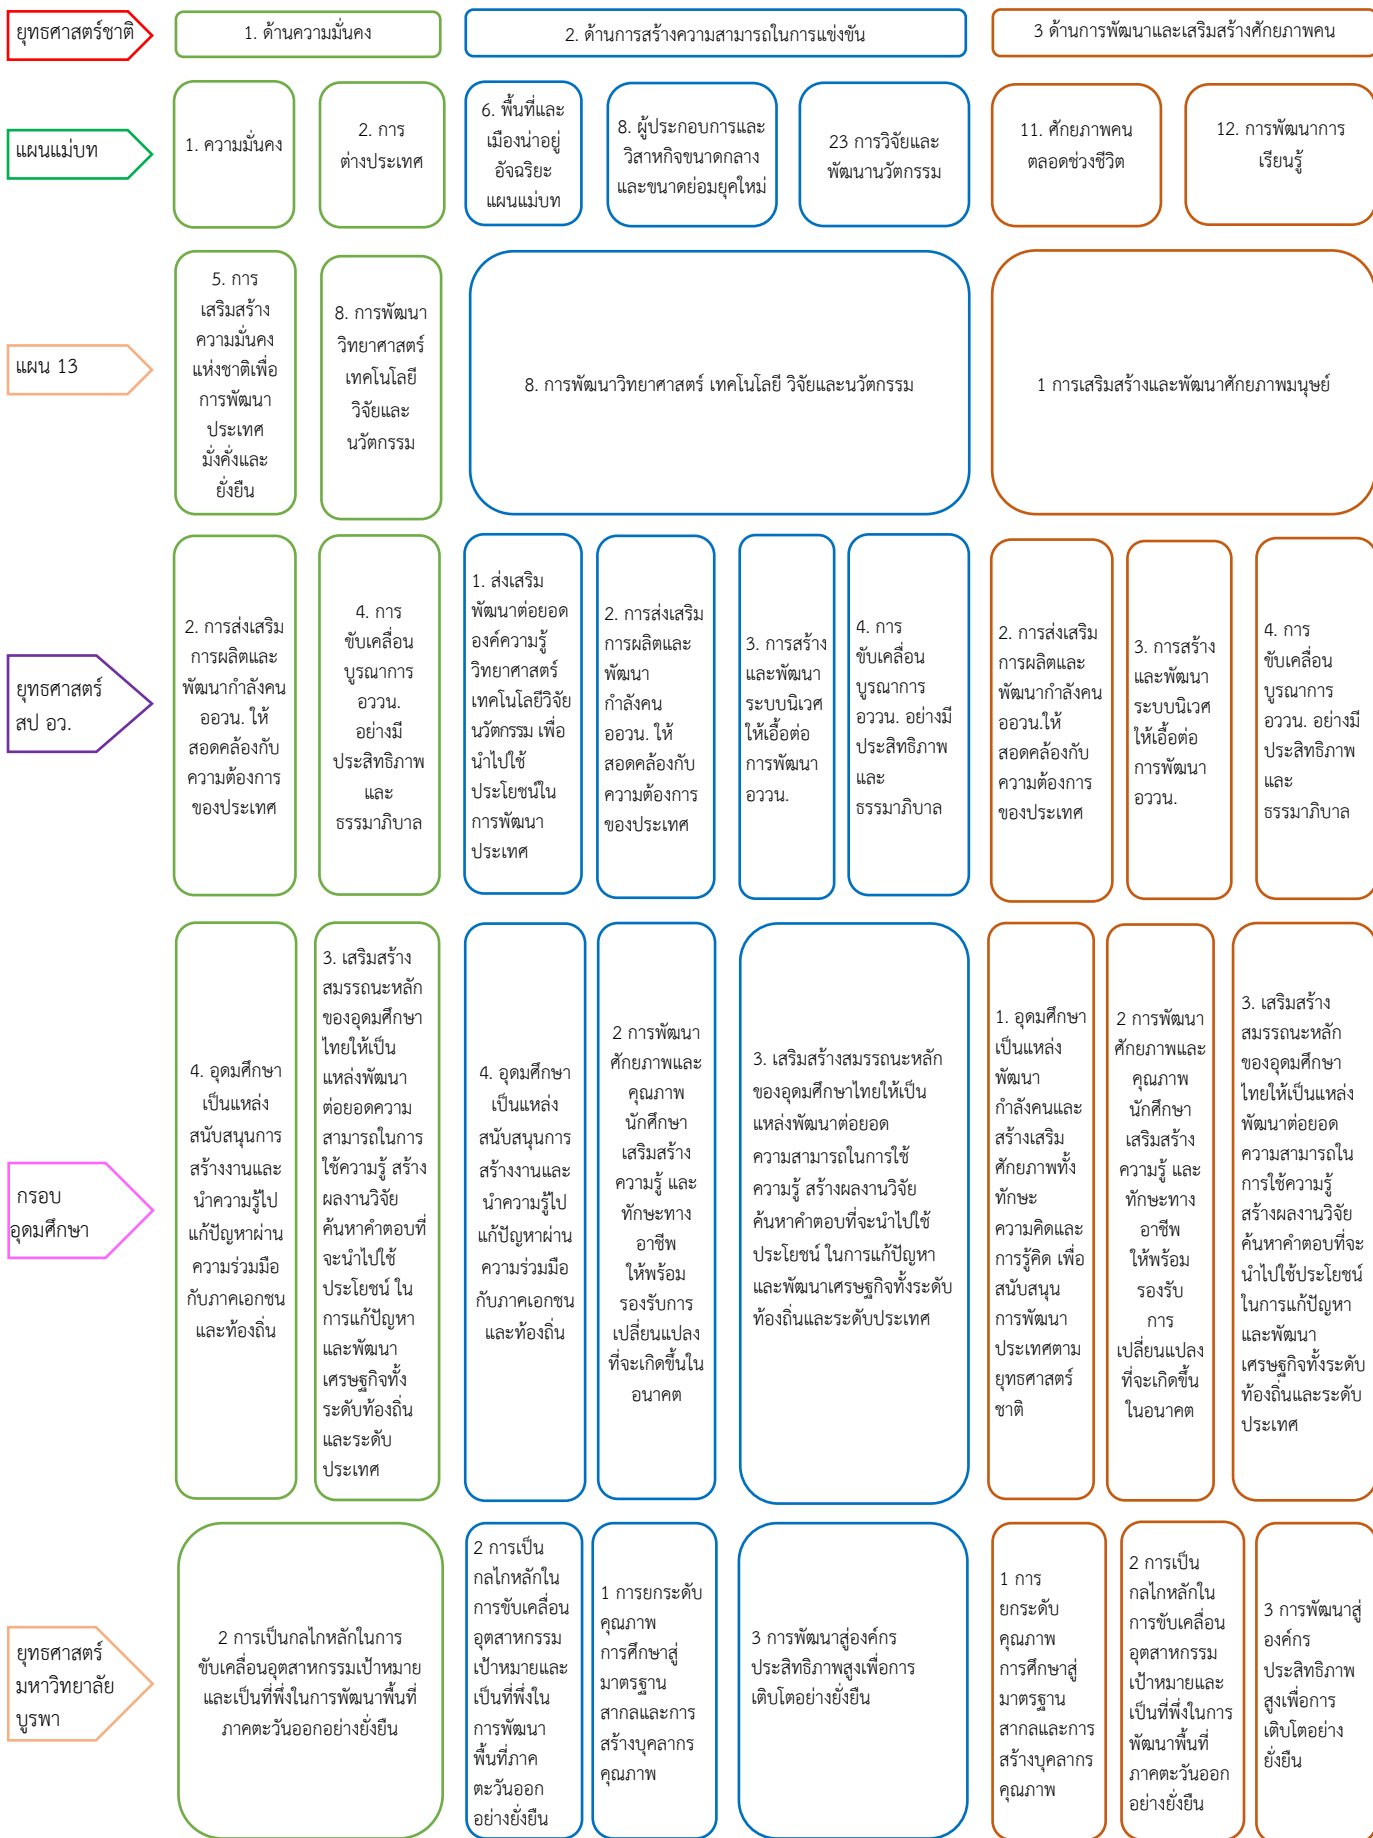 ยุทธศาสตร์ชาติ
1. ด้านความมั่นคง
2. ด้านการสร้างความสามารถในการแข่งขัน
3 ด้านการพัฒนาและเสริมสร้างศักยภาพคน
แผนแม่บท
1. ความมั่นคง
2. การ
ต่างประเทศ
6. พื้นที่และ
เมืองน่าอยู่
อัจฉริยะ
แผนแม่บท
8. ผู้ประกอบการและ
วิสาหกิจขนาดกลาง
และขนาดย่อมยุคใหม่
23 การวิจัยและ
พัฒนานวัตกรรม
11. ศักยภาพคน
ตลอดช่วงชีวิต
12. การพัฒนาการ
เรียนรู้
แผน 13
5. การ
เสริมสร้าง
ความมั่นคง
แห่งชาติเพื่อ
การพัฒนา
ประเทศ
มั่งคั่งและ
ยั่งยืน
8. การพัฒนา
วิทยาศาสตร์
เทคโนโลยี
วิจัยและ
นวัตกรรม
8. การพัฒนาวิทยาศาสตร์ เทคโนโลยี วิจัยและนวัตกรรม
1 การเสริมสร้างและพัฒนาศักยภาพมนุษย์
ยุทธศาสตร์
สป อว.
2. การส่งเสริม
การผลิตและ
พัฒนากำลังคน
ออวน. ให้
สอดคล้องกับ
ความต้องการ
ของประเทศ
4. การ
ขับเคลื่อน
บูรณาการ
อววน.
อย่างมี
ประสิทธิภาพ
และ
ธรรมาภิบาล
1. ส่งเสริม
พัฒนาต่อยอด
องค์ความรู้
วิทยาศาสตร์
เทคโนโลยีวิจัย
นวัตกรรม เพื่อ
นำไปใช้
ประโยชน์ใน
การพัฒนา
ประเทศ
2. การส่งเสริม
การผลิตและ
พัฒนา
กำลังคน
ออวน. ให้
สอดคล้องกับ
ความต้องการ
ของประเทศ
3. การสร้าง
และพัฒนา
ระบบนิเวศ
ให้เอื้อต่อ
การพัฒนา
อววน.
4. การ
ขับเคลื่อน
บูรณาการ
อววน. อย่างมี
ประสิทธิภาพ
และ
ธรรมาภิบาล
2. การส่งเสริม
การผลิตและ
พัฒนากำลังคน
ออวน.ให้
สอดคล้องกับ
ความต้องการ
ของประเทศ
3. การสร้าง
และพัฒนา
ระบบนิเวศ
ให้เอื้อต่อ
การพัฒนา
อววน.
4. การ
ขับเคลื่อน
บูรณาการ
อววน. อย่างมี
ประสิทธิภาพ
และ
ธรรมาภิบาล
กรอบ
อุดมศึกษา
4. อุดมศึกษา
เป็นแหล่ง
สนับสนุนการ
สร้างงานและ
นำความรู้ไป
แก้ปัญหาผ่าน
ความร่วมมือ
กับภาคเอกชน
และท้องถิ่น
3. เสริมสร้าง
สมรรถนะหลัก
ของอุดมศึกษา
ไทยให้เป็น
แหล่งพัฒนา
ต่อยอดความ
สามารถในการ
ใช้ความรู้ สร้าง
ผลงานวิจัย
ค้นหาคำตอบที่
จะนำไปใช้
ประโยชน์ ใน
การแก้ปัญหา
และพัฒนา
เศรษฐกิจทั้ง
ระดับท้องถิ่น
และระดับ
ประเทศ
4. อุดมศึกษา
เป็นแหล่ง
สนับสนุนการ
สร้างงานและ
นำความรู้ไป
แก้ปัญหาผ่าน
ความร่วมมือ
กับภาคเอกชน
และท้องถิ่น
2 การพัฒนา
ศักยภาพและ
คุณภาพ
นักศึกษา
เสริมสร้าง
ความรู้ และ
ทักษะทาง
อาชีพ
ให้พร้อม
รองรับการ
เปลี่ยนแปลง
ที่จะเกิดขึ้นใน
อนาคต
3. เสริมสร้างสมรรถนะหลัก
ของอุดมศึกษาไทยให้เป็น
แหล่งพัฒนาต่อยอด
ความสามารถในการใช้
ความรู้ สร้างผลงานวิจัย
ค้นหาคำตอบที่จะนำไปใช้
ประโยชน์ ในการแก้ปัญหา
และพัฒนาเศรษฐกิจทั้งระดับ
ท้องถิ่นและระดับประเทศ
1. อุดมศึกษา
เป็นแหล่ง
พัฒนา
กำลังคนและ
สร้างเสริม
ศักยภาพทั้ง
ทักษะ
ความคิดและ
การรู้คิด เพื่อ
สนับสนุน
การพัฒนา
ประเทศตาม
ยุทธศาสตร์
ชาติ
2 การพัฒนา
ศักยภาพและ
คุณภาพ
นักศึกษา
เสริมสร้าง
ความรู้ และ
ทักษะทาง
อาชีพ
ให้พร้อม
รองรับ
การ
เปลี่ยนแปลง
ที่จะเกิดขึ้น
ในอนาคต
3. เสริมสร้าง
สมรรถนะหลัก
ของอุดมศึกษา
ไทยให้เป็นแหล่ง
พัฒนาต่อยอด
ความสามารถใน
การใช้ความรู้
สร้างผลงานวิจัย
ค้นหาคำตอบที่จะ
นำไปใช้ประโยชน์
ในการแก้ปัญหา
และพัฒนา
เศรษฐกิจทั้งระดับ
ท้องถิ่นและระดับ
ประเทศ
ยุทธศาสตร์
มหาวิทยาลัย
บูรพา
2 การเป็นกลไกหลักในการ
ขับเคลื่อนอุตสาหกรรมเป้าหมาย
และเป็นที่พึ่งในการพัฒนาพื้นที่
ภาคตะวันออกอย่างยั่งยืน
2 การเป็น
กลไกหลักใน
การขับเคลื่อน
อุตสาหกรรม
เป้าหมายและ
เป็นที่พึ่งใน
การพัฒนา
พื้นที่ภาค
ตะวันออก
อย่างยั่งยืน
1 การยกระดับ
คุณภาพ
การศึกษาสู่
มาตรฐาน
สากลและการ
สร้างบุคลากร
คุณภาพ
3 การพัฒนาสู่องค์กร
ประสิทธิภาพสูงเพื่อการ
เติบโตอย่างยั่งยืน
1 การ
ยกระดับ
คุณภาพ
การศึกษาสู่
มาตรฐาน
สากลและการ
สร้างบุคลากร
คุณภาพ
2 การเป็น
กลไกหลักใน
การขับเคลื่อน
อุตสาหกรรม
เป้าหมายและ
เป็นที่พึ่งในการ
พัฒนาพื้นที่
ภาคตะวันออก
อย่างยั่งยืน
3 การพัฒนาสู่
องค์กร
ประสิทธิภาพ
สูงเพื่อการ
เติบโตอย่าง
ยั่งยืน